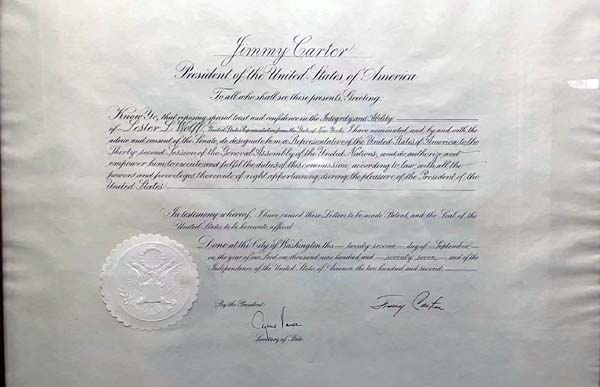 Jimmy Carter
President of the United States of America
To all who shall see these presents, Greeting:
Know Ye, that reposing special trust and confidence in the Integrity and Ability
of Lester L. Wolff, United States Representative from the State of New York, I have nominated, and, by and with the
advice and consent of the Senate, do designate him a Representative of the United States of America to the
thirty-second Session of the General Assembly of the United Nations, and do authorize and
empower him to execute and fulfil the duties of this commission, according to law, with all the
powers and privileges thereunto of right appertaining during the pleasure of the President of the
United States.
In testimony whereof, I have caused these Letters to be made Patent, and the Seal of the
United States to be hereunto affixed.
Done at the City of Washington this twenty-second day of September
in the year of our Lord one thousand nine hundred and seventy-seven, and of the
Independence of the United States of America the two hundred and second.
By the President:
Jimmy Carter
Cyrus Vance
Secretary of State